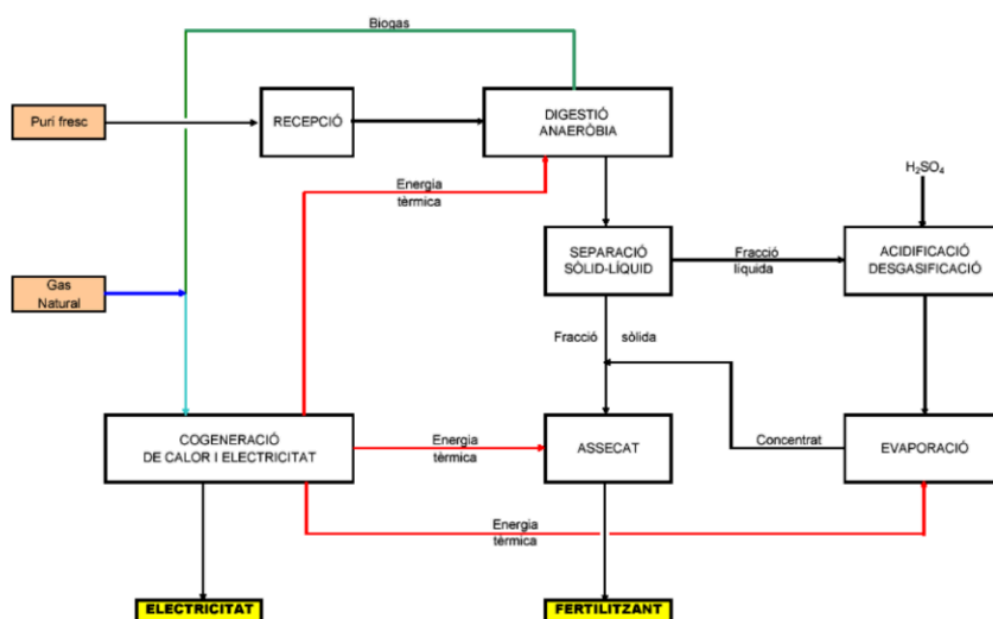 Biogas
Puri fresc
RECEPCIÓ
DIGESTIÓ
ANAERÒBIA
Energia
tèrmica
H₂SO₄
SEPARACIÓ
SÒLID-LÍQUID
Fracció
líquida
ACIDIFICACIÓ
DESGASIFICACIÓ
Gas
Natural
Fracció sòlida
COGENERACIÓ
DE CALOR I ELECTRICITAT
Energia
tèrmica
ASSECAT
Concentrat
EVAPORACIÓ
Energia
tèrmica
ELECTRICITAT
FERTILITZANT